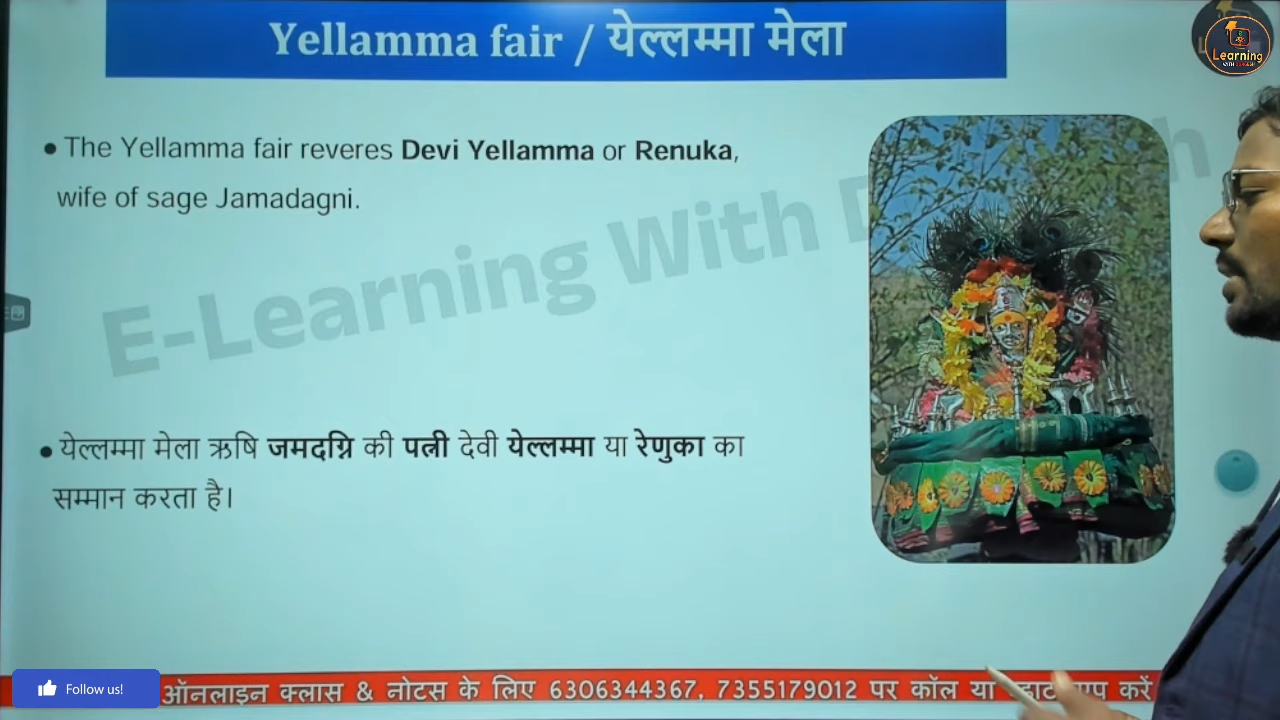 Yellamma fair / येल्लम्मा मेला
Learning
• The Yellamma fair reveres Devi Yellamma or Renuka,
wife of sage Jamadagni.
E-Learning With
• येल्लम्मा मेला ऋषि जमदग्नि की पत्नी देवी येल्लम्मा या रेणुका का
सम्मान करता है।
Follow us!
ऑनलाइन क्लास & नोटस के लिए 6306344367, 7355179012 पर कॉल या करें